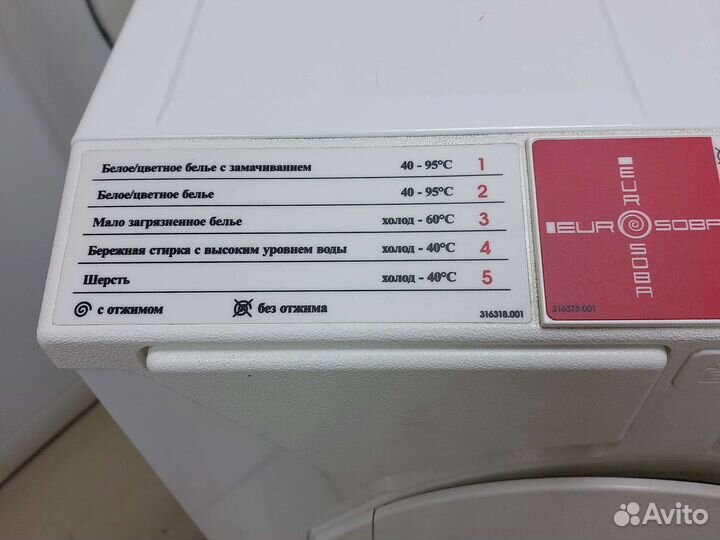 Белое/цветное белье с замачиванием 40 - 95°C 1
Белое/цветное белье 40 - 95°C 2
Мало загрязненное белье холод - 60°C 3
Бережная стирка с высоким уровнем воды холод - 40°C 4
Шерсть холод - 40°C 5
с отжимом без отжима 316318.001
EUROSOBA
EUROSOBA
216375.001
Avito